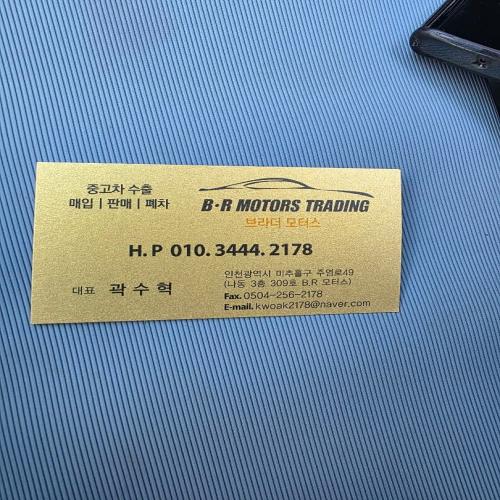 중고차 수출
매입 | 판매 | 폐차
B·R MOTORS TRADING
브라더 모터스
H.P 010.3444.2178
대표 곽수혁
인천광역시 미추홀구 주염로49
(나동 3층 309호 B.R 모터스)
Fax. 0504-256-2178
E-mail. kwoak2178@naver.com